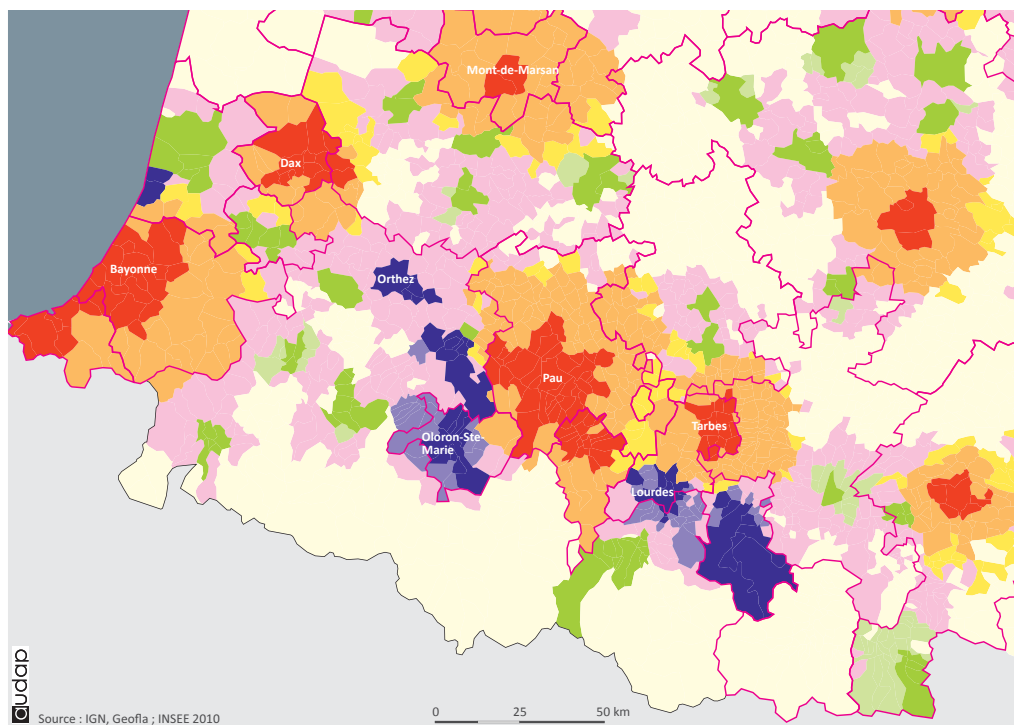 Mont-de-Marsan
Dax
Bayonne
Orthez
Pau
Tarbes
Oloron-Ste-
Marie
Lourdes
audap
Source : IGN, Geofla ; INSEE 2010
0 25 50 km